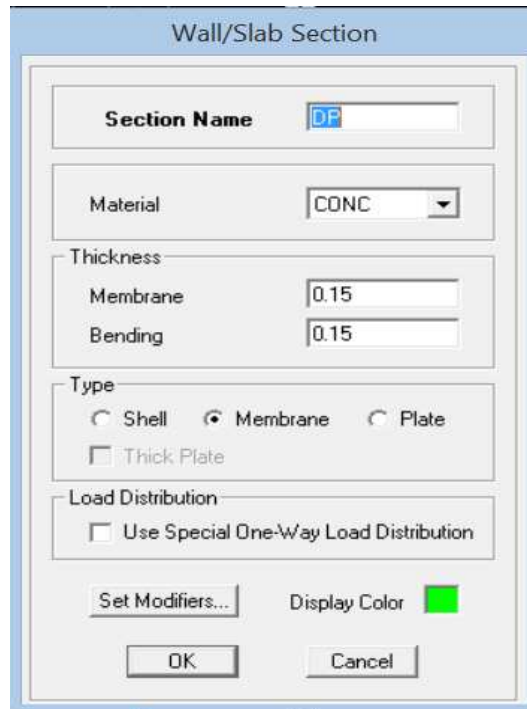 Wall/Slab Section
Section Name DP
Material CONC
Thickness
Membrane 0.15
Bending 0.15
Type
Shell Membrane Plate
Thick Plate
Load Distribution
Use Special One-Way Load Distribution
Set Modifiers... Display Color
OK Cancel